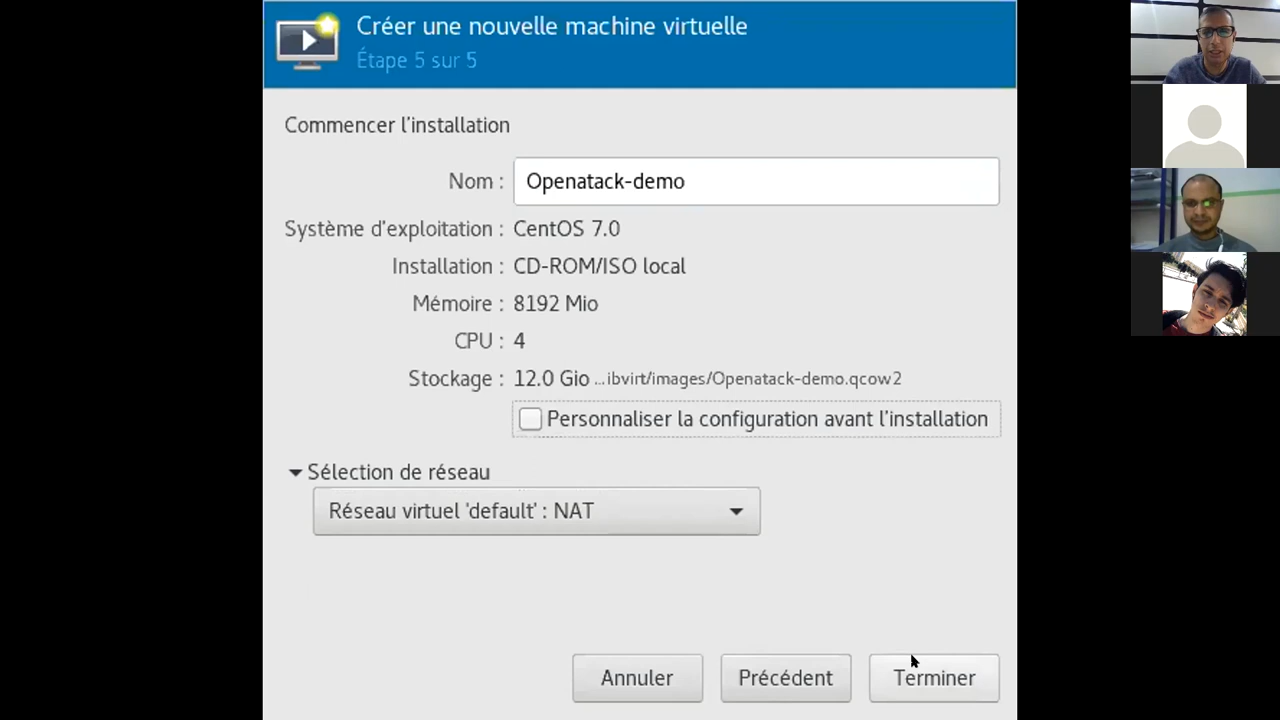 Créer une nouvelle machine virtuelle
Étape 5 sur 5
Commencer l'installation
Nom : Openatack-demo
Système d'exploitation : CentOS 7.0
Installation : CD-ROM/ISO local
Mémoire : 8192 Mio
CPU : 4
Stockage : 12.0 Gio ...ibvirt/images/Openatack-demo.qcow2
Personnaliser la configuration avant l'installation
Sélection de réseau
Réseau virtuel 'default' : NAT
Annuler Précédent Terminer